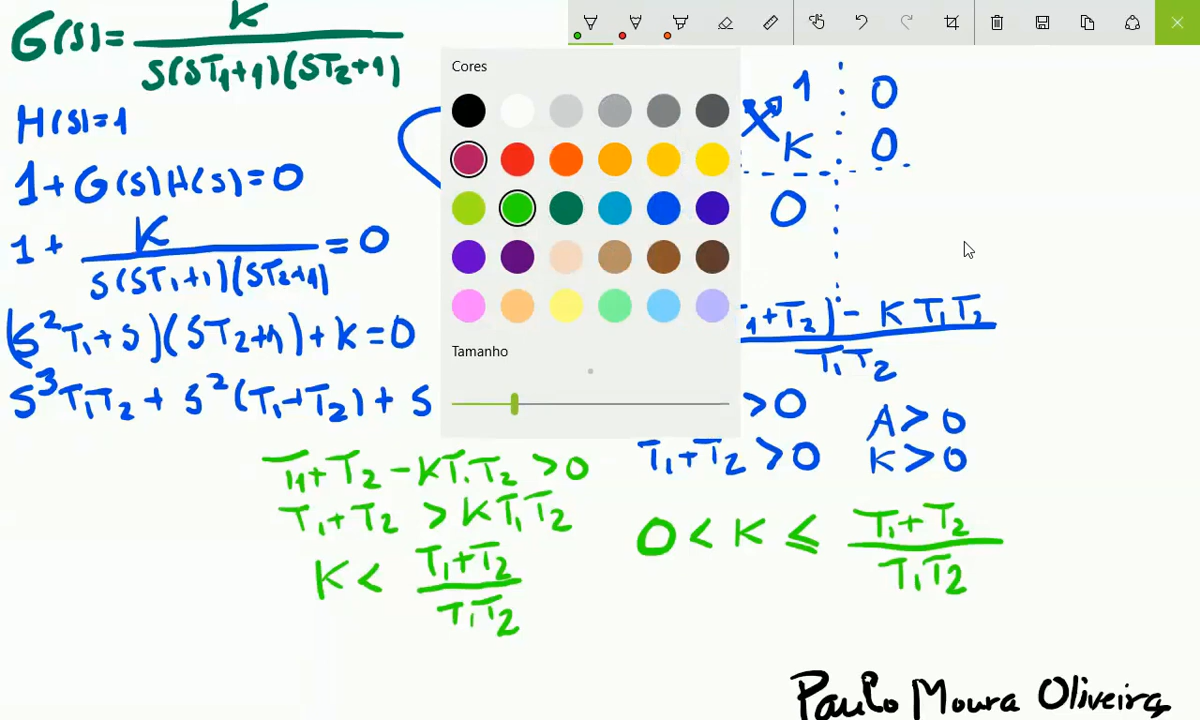 G(s)= K / s(sT1+1)(sT2+1)
H(s)=1
1+G(s)H(s)=0
1+ K / s(sT1+1)(sT2+1) =0
(s²T1+s)(sT2+1)+K=0
s³T1T2+s²(T1+T2)+s
Cores
Tamanho
1 0
K 0
0
+T2)-KT1T2 / T1T2
>0 A>0
T1+T2>0 K>0
T1+T2-KT1T2>0
T1+T2>KT1T2
K< T1+T2 / T1T2
0<K≤ T1+T2 / T1T2
Paulo Moura Oliveira